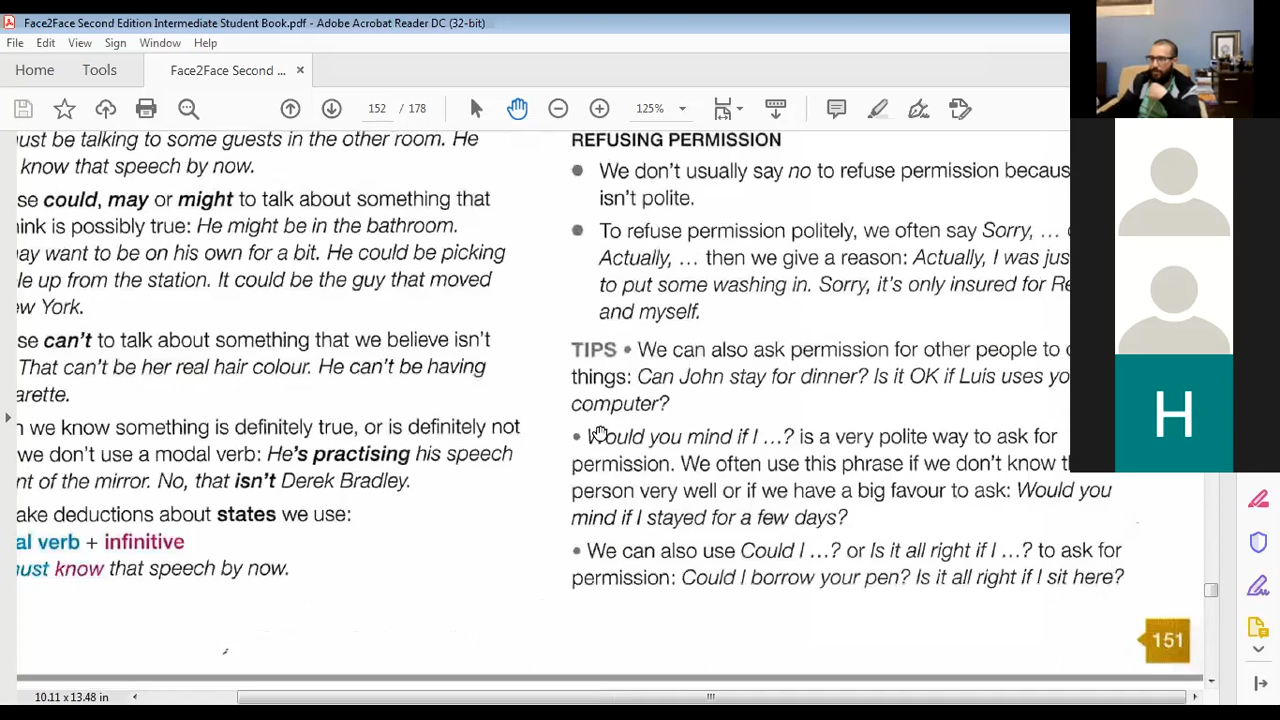 Face2Face Second Edition Intermediate Student Book.pdf - Adobe Acrobat Reader DC (32-bit)
File Edit View Sign Window Help
Home Tools Face2Face Second ... ×
152 / 178 125%
ust be talking to some guests in the other room. He
know that speech by now.
se could, may or might to talk about something that
ink is possibly true: He might be in the bathroom.
ay want to be on his own for a bit. He could be picking
le up from the station. It could be the guy that moved
ew York.
se can't to talk about something that we believe isn't
That can't be her real hair colour. He can't be having
arette.
n we know something is definitely true, or is definitely not
we don't use a modal verb: He's practising his speech
nt of the mirror. No, that isn't Derek Bradley.
ake deductions about states we use:
al verb + infinitive
ust know that speech by now.
REFUSING PERMISSION
• We don't usually say no to refuse permission becaus
isn't polite.
• To refuse permission politely, we often say Sorry, …
Actually, … then we give a reason: Actually, I was jus
to put some washing in. Sorry, it's only insured for Re
and myself.
TIPS • We can also ask permission for other people to
things: Can John stay for dinner? Is it OK if Luis uses yo
computer?
• Would you mind if I …? is a very polite way to ask for
permission. We often use this phrase if we don't know
person very well or if we have a big favour to ask: Would you
mind if I stayed for a few days?
• We can also use Could I …? or Is it all right if I …? to ask for
permission: Could I borrow your pen? Is it all right if I sit here?
151
10.11 x 13.48 in
H